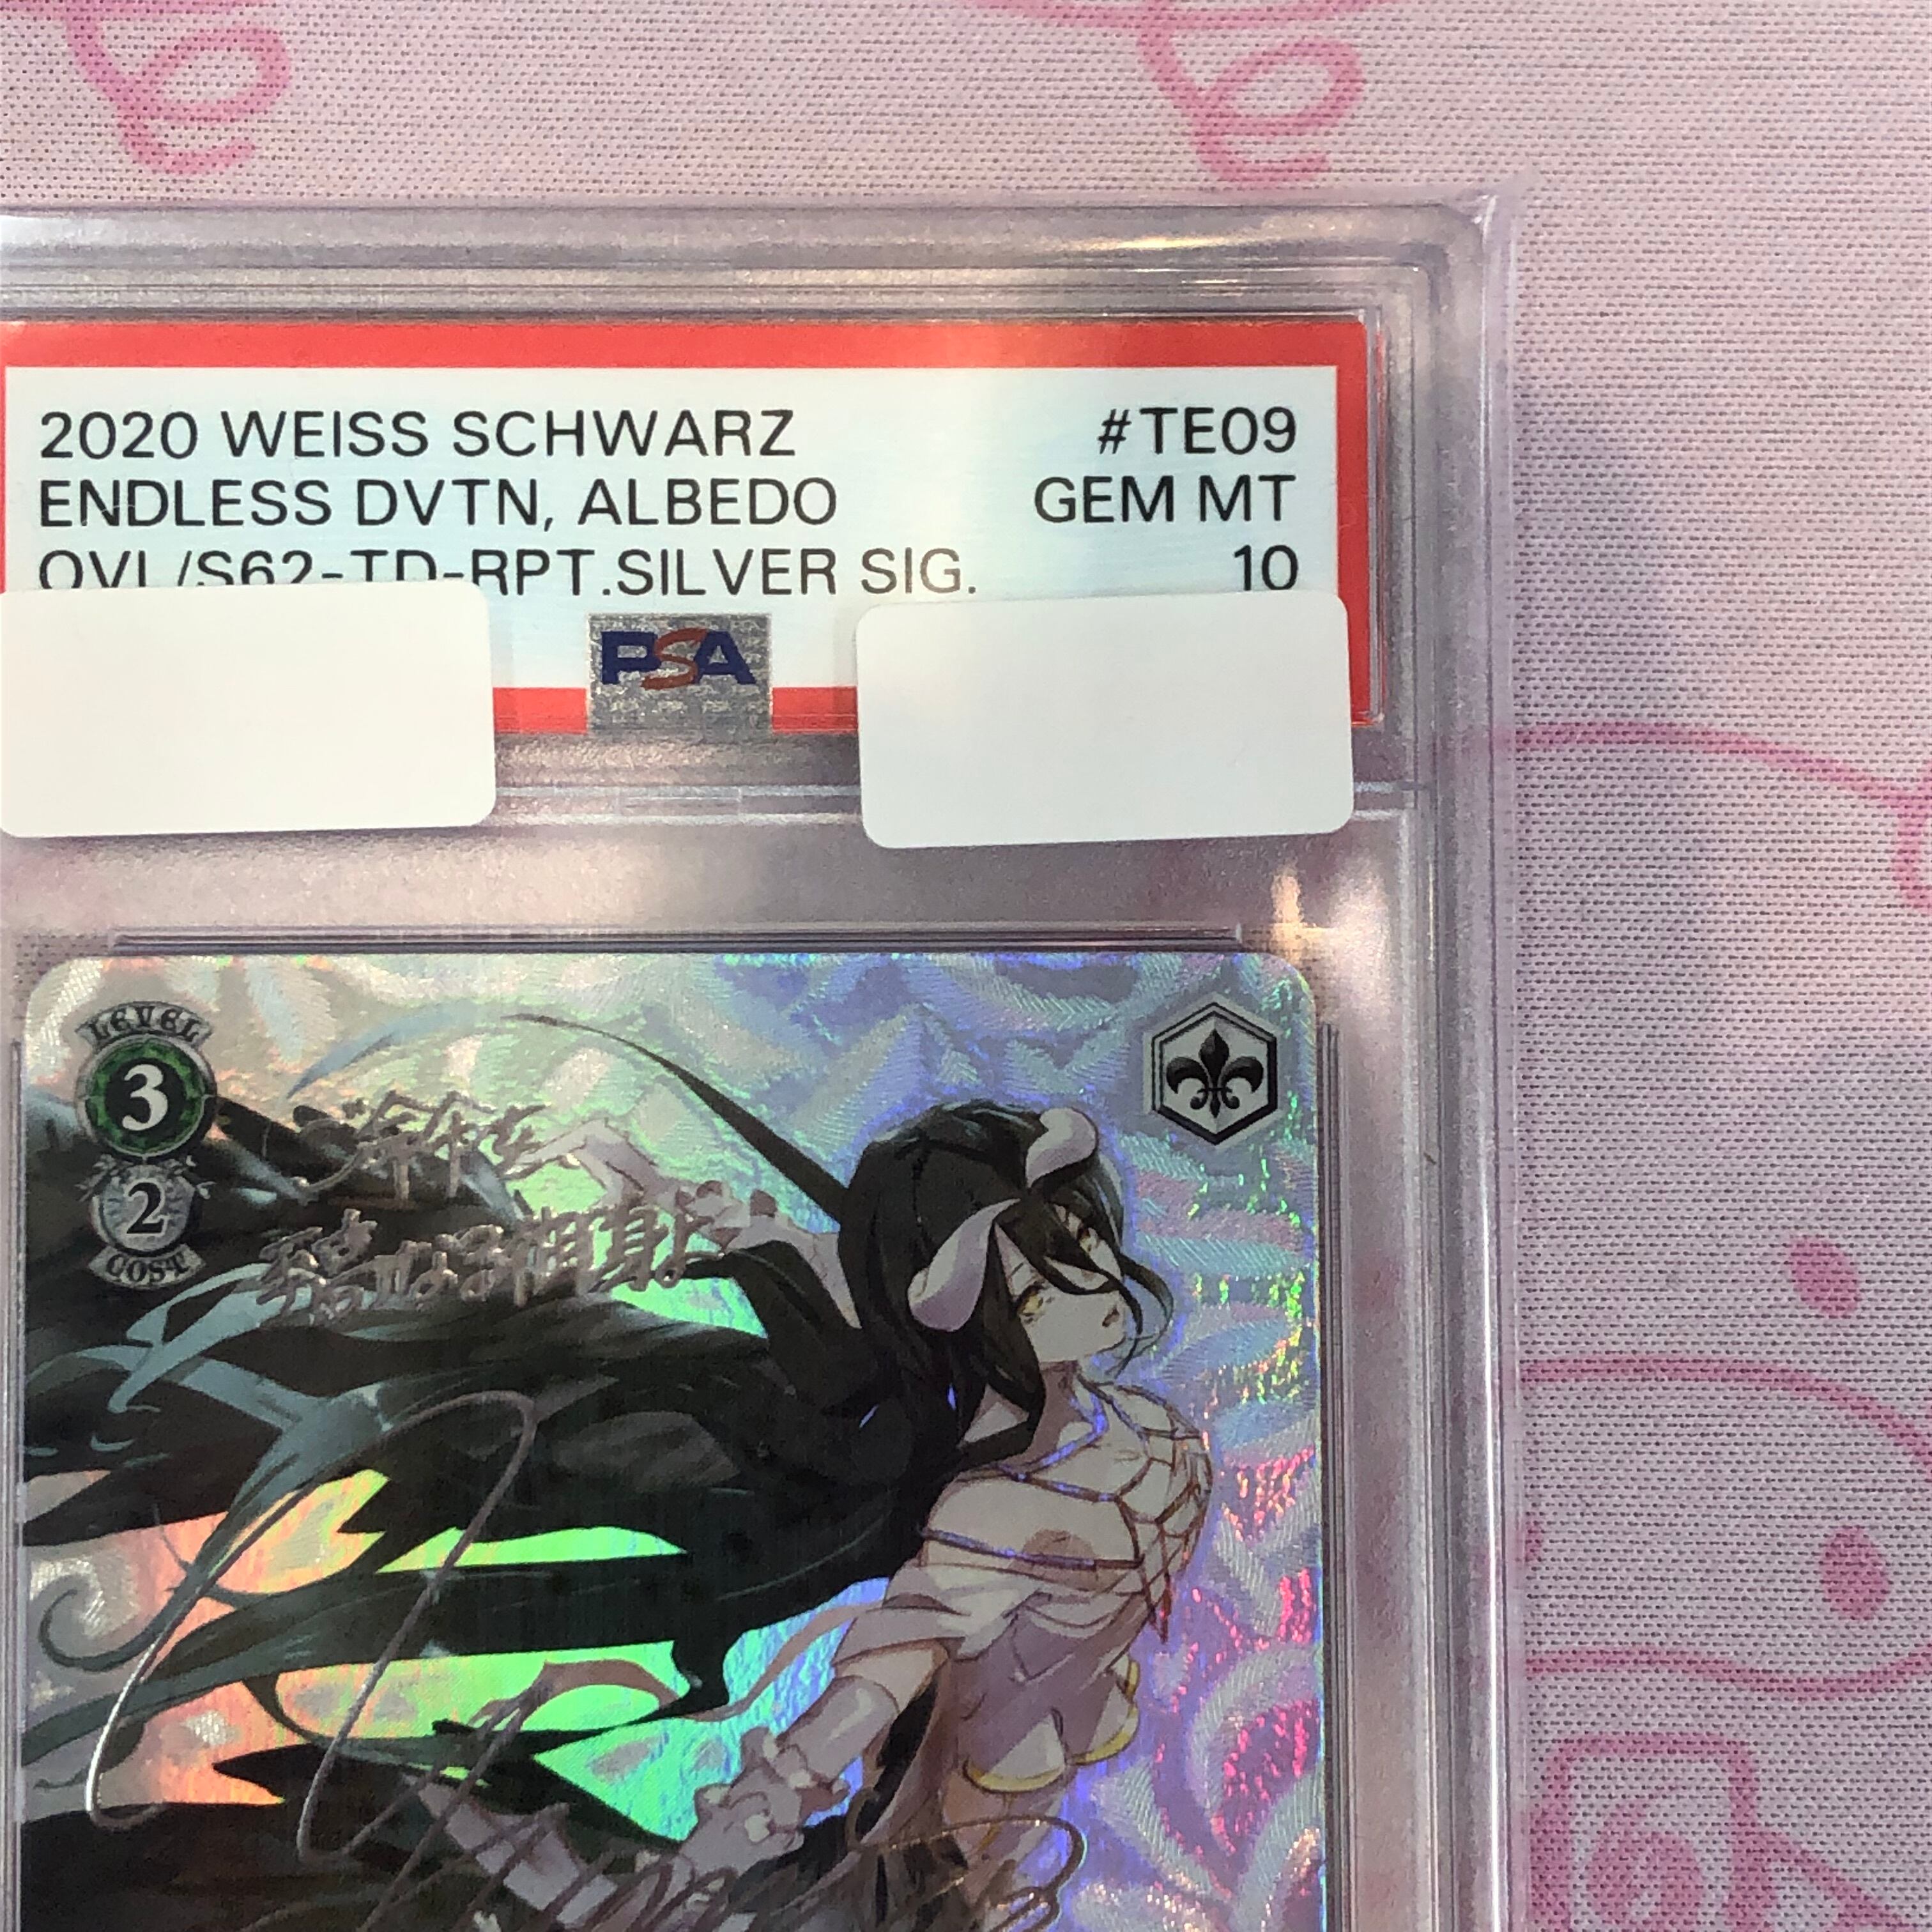 2020 WEISS SCHWARZ #TE09
ENDLESS DVTN, ALBEDO GEM MT
OVL/S62-TD-RPT.SILVER SIG. 10
PSA
LEVEL
3
2
COST